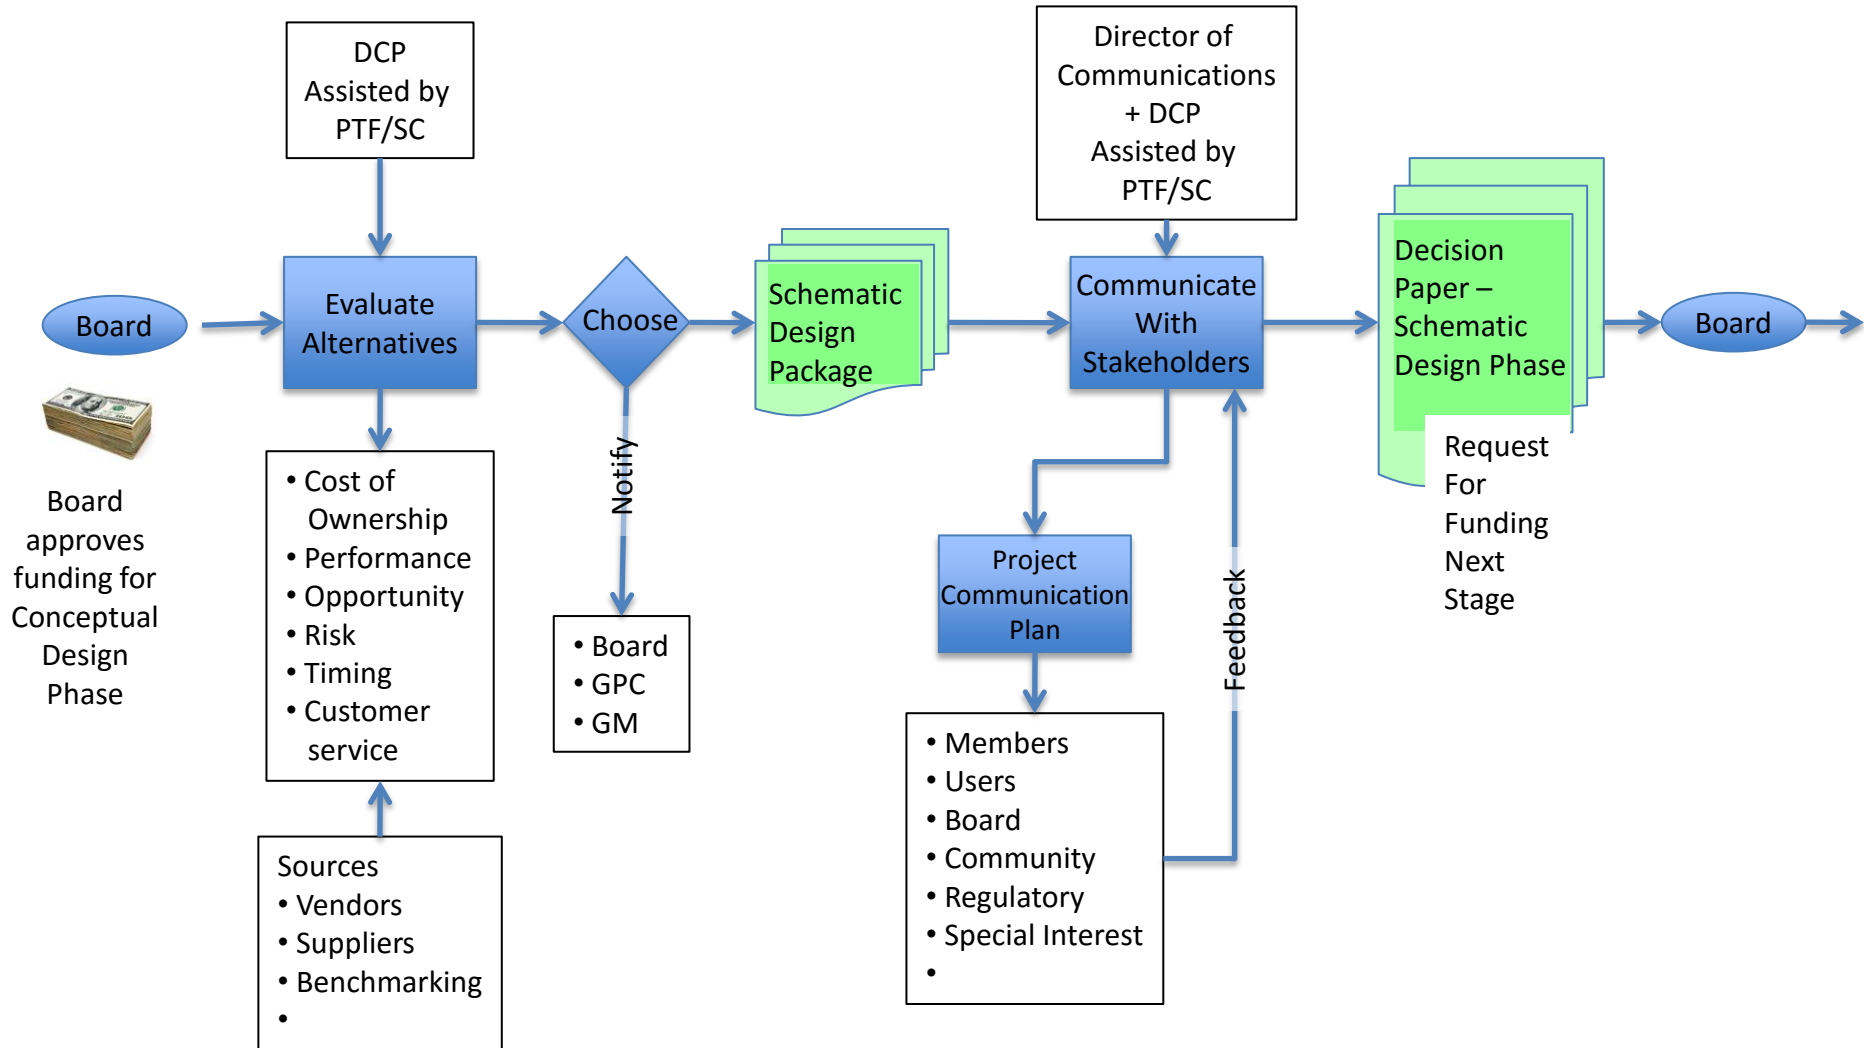 DCP
Assisted by
PTF/SC
Director of
Communications
+ DCP
Assisted by
PTF/SC
Board
Evaluate
Alternatives
Choose
Schematic
Design
Package
Communicate
With
Stakeholders
Decision
Paper –
Schematic
Design Phase
Board
Request
For
Funding
Next
Stage
Board
approves
funding for
Conceptual
Design
Phase
• Cost of
Ownership
• Performance
• Opportunity
• Risk
• Timing
• Customer
service
Notify
• Board
• GPC
• GM
Project
Communication
Plan
Feedback
• Members
• Users
• Board
• Community
• Regulatory
• Special Interest
•
Sources
• Vendors
• Suppliers
• Benchmarking
•